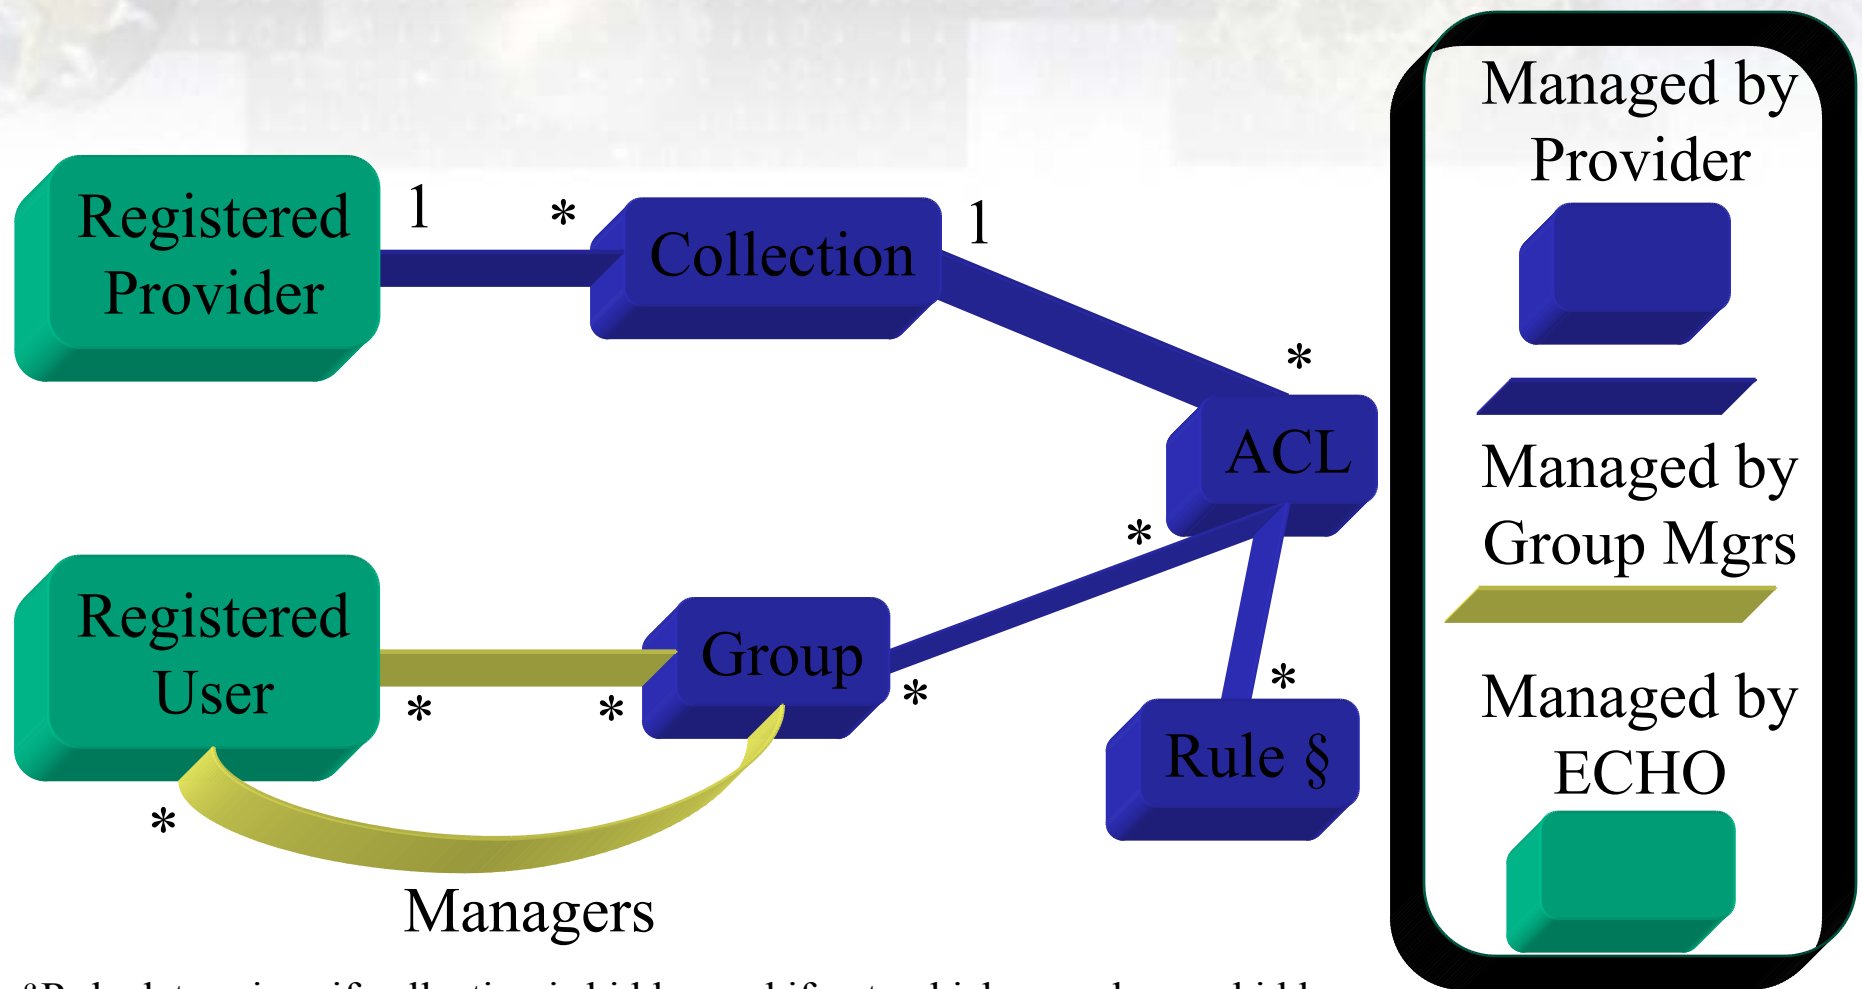 Registered
Provider
1
*
Collection
1
*
ACL
*
Registered
User
*
*
Group
*
*
Rule §
*
Managers
Managed by
Provider
Managed by
Group Mgrs
Managed by
ECHO